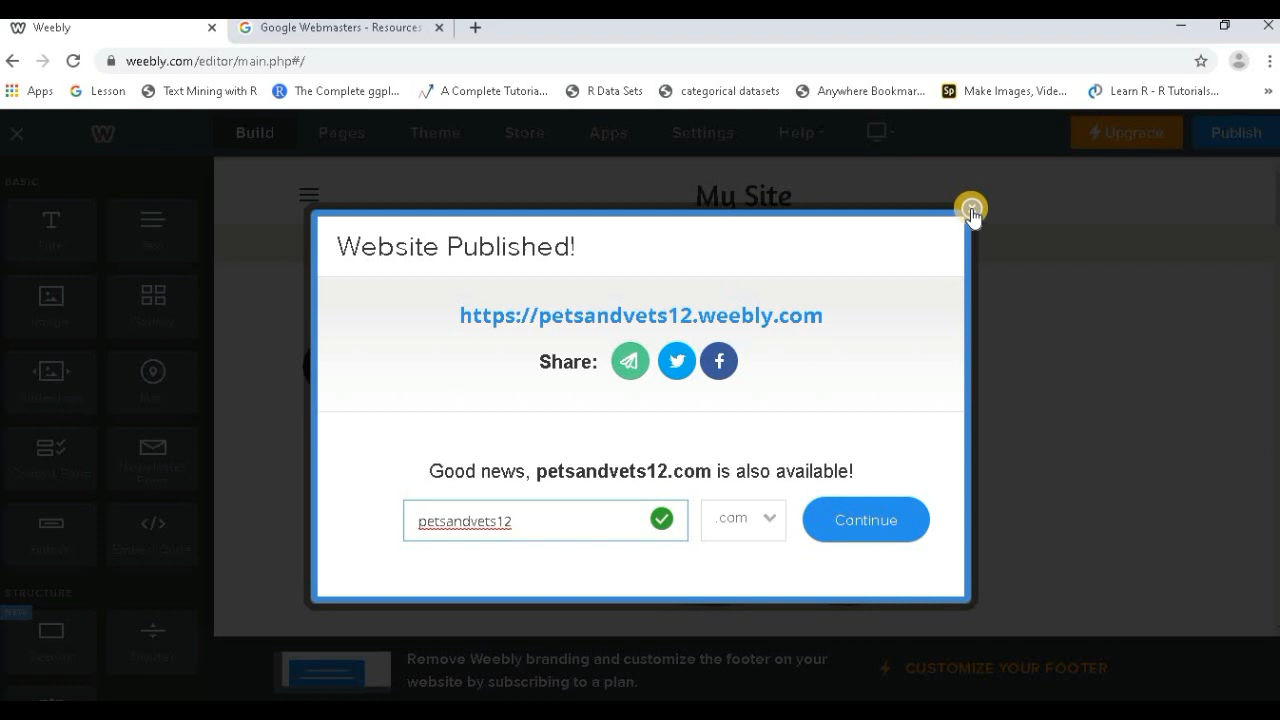 Weebly
Google Webmasters - Resources
weebly.com/editor/main.php#/
Apps Lesson Text Mining with R The Complete ggpl... A Complete Tutoria... R Data Sets categorical datasets Anywhere Bookmar... Make Images, Vide... Learn R - R Tutorials...
Build Pages Theme Store Apps Settings Help Upgrade Publish
BASIC
My Site
Website Published!
https://petsandvets12.weebly.com
Share:
Good news, petsandvets12.com is also available!
petsandvets12 .com Continue
STRUCTURE
Remove Weebly branding and customize the footer on your
website by subscribing to a plan.
CUSTOMIZE YOUR FOOTER